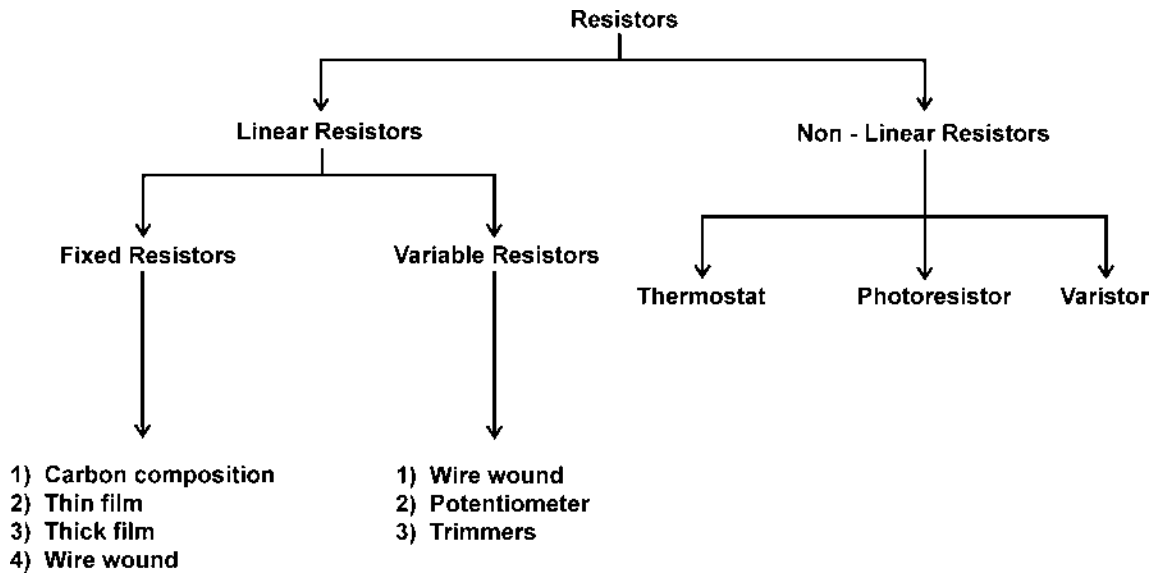 Resistors
Linear Resistors
Non - Linear Resistors
Fixed Resistors
Variable Resistors
Thermostat
Photoresistor
Varistor
1) Carbon composition
2) Thin film
3) Thick film
4) Wire wound
1) Wire wound
2) Potentiometer
3) Trimmers